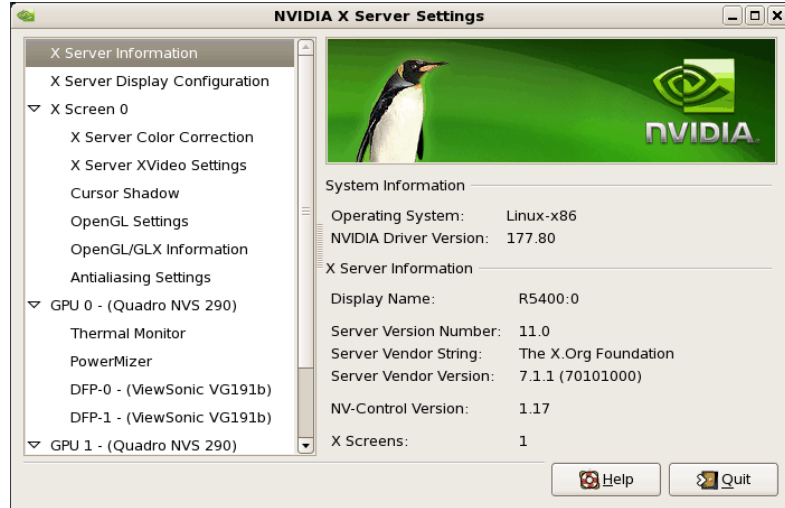 NVIDIA X Server Settings
X Server Information
X Server Display Configuration
X Screen 0
X Server Color Correction
X Server XVideo Settings
Cursor Shadow
OpenGL Settings
OpenGL/GLX Information
Antialiasing Settings
GPU 0 - (Quadro NVS 290)
Thermal Monitor
PowerMizer
DFP-0 - (ViewSonic VG191b)
DFP-1 - (ViewSonic VG191b)
GPU 1 - (Quadro NVS 290)
NVIDIA.
System Information
Operating System: Linux-x86
NVIDIA Driver Version: 177.80
X Server Information
Display Name: R5400:0
Server Version Number: 11.0
Server Vendor String: The X.Org Foundation
Server Vendor Version: 7.1.1 (70101000)
NV-Control Version: 1.17
X Screens: 1
Help
Quit